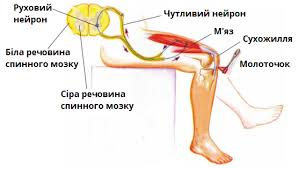 Руховий
нейрон
Чутливий нейрон
М'яз
Сухожилля
Біла речовина
спинного мозку
Молоточок
Сіра речовина
спинного мозку